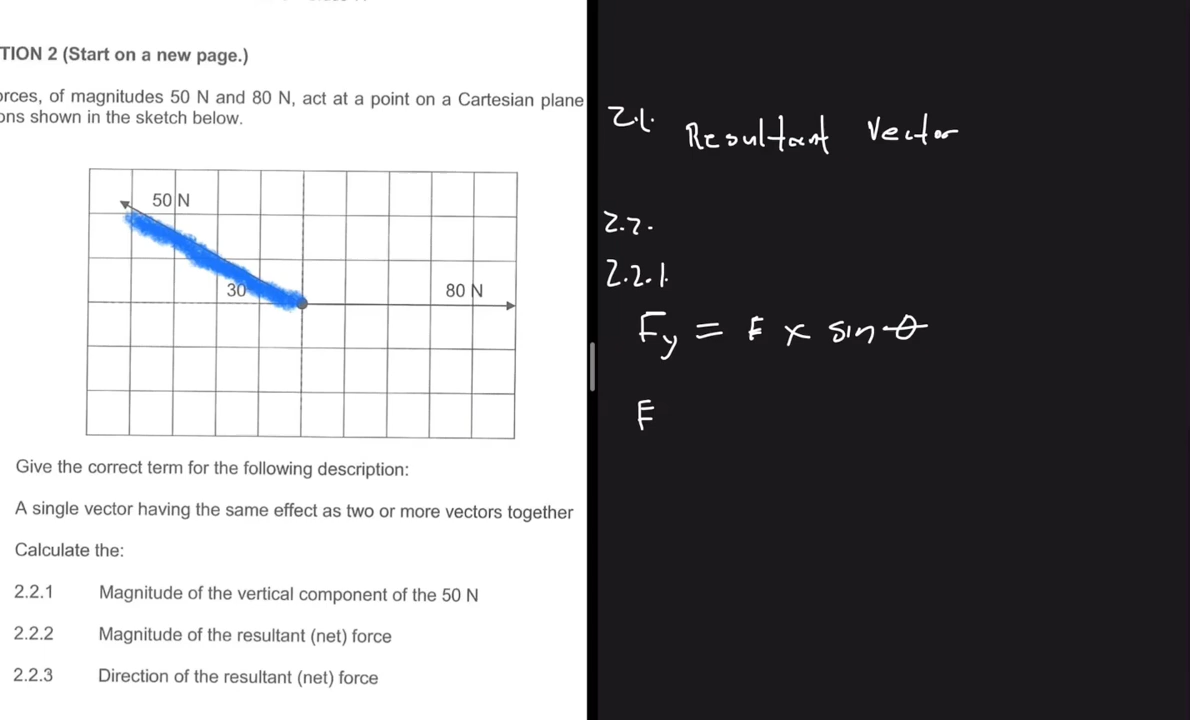 TION 2 (Start on a new page.)
orces, of magnitudes 50 N and 80 N, act at a point on a Cartesian plane
ons shown in the sketch below.
50 N
30
80 N
Give the correct term for the following description:
A single vector having the same effect as two or more vectors together
Calculate the:
2.2.1 Magnitude of the vertical component of the 50 N
2.2.2 Magnitude of the resultant (net) force
2.2.3 Direction of the resultant (net) force
2.1. Resultant Vector
2.2.
2.2.1.
Fy = F x sin θ
F